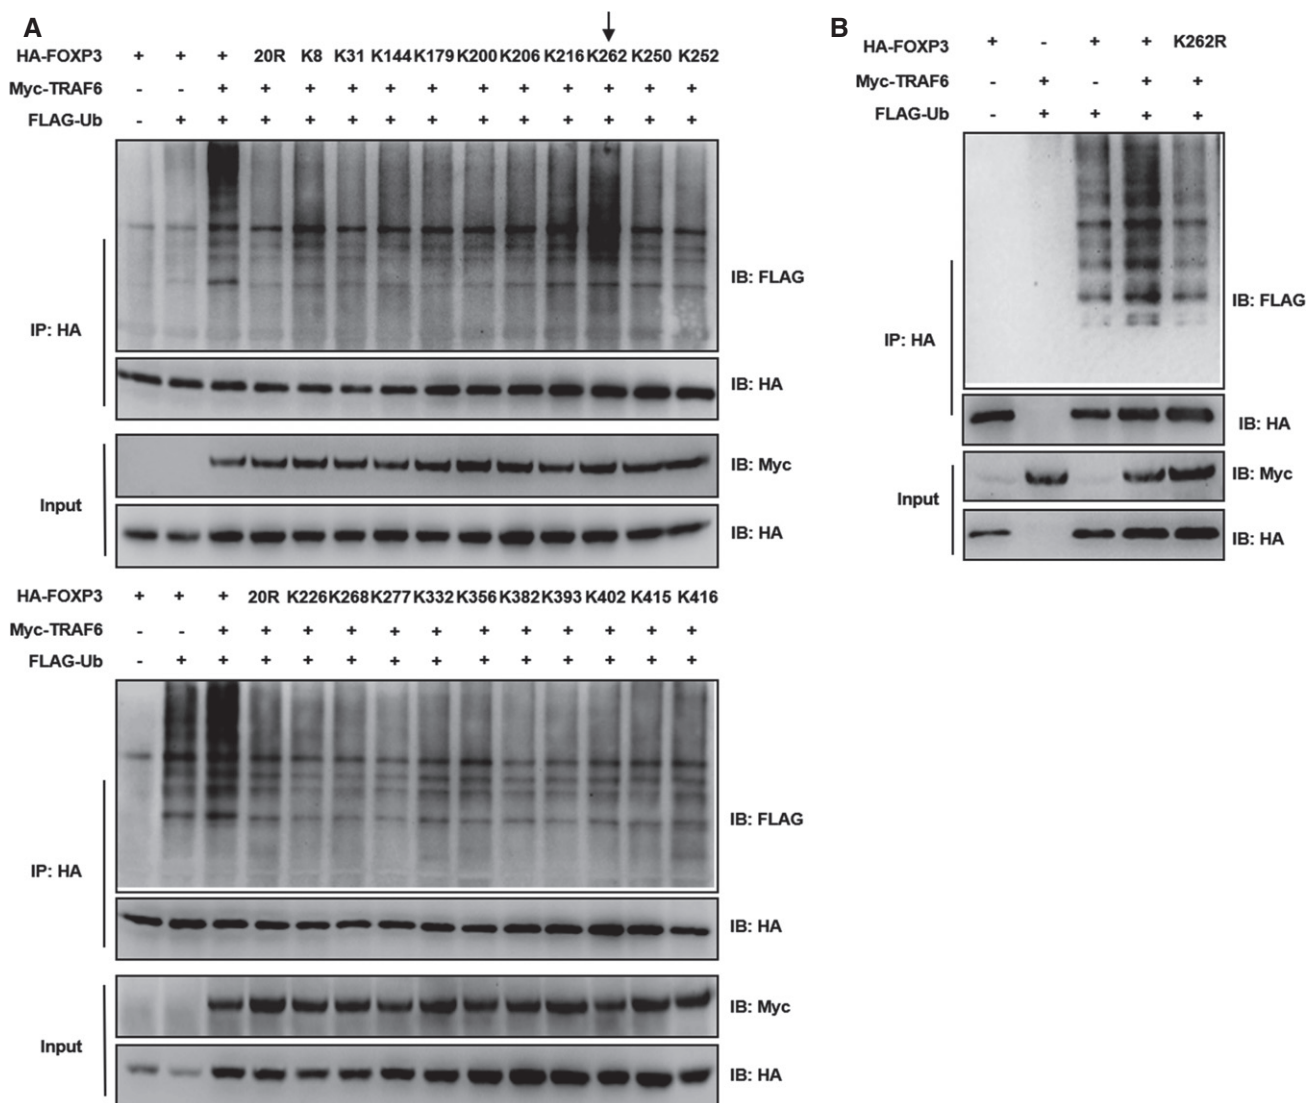 A
HA-FOXP3 + + + 20R K8 K31 K144 K179 K200 K206 K216 K262 K250 K252
Myc-TRAF6 - - + + + + + + + + + + + +
FLAG-Ub - + + + + + + + + + + + + +
IP: HA
IB: FLAG
IB: HA
Input
IB: Myc
IB: HA
HA-FOXP3 + + + 20R K226 K268 K277 K332 K356 K382 K393 K402 K415 K416
Myc-TRAF6 - - + + + + + + + + + + + +
FLAG-Ub - + + + + + + + + + + + + +
IP: HA
IB: FLAG
IB: HA
Input
IB: Myc
IB: HA
B
HA-FOXP3 + - + + K262R
Myc-TRAF6 - + - + +
FLAG-Ub - + + + +
IP: HA
IB: FLAG
IB: HA
Input
IB: Myc
IB: HA